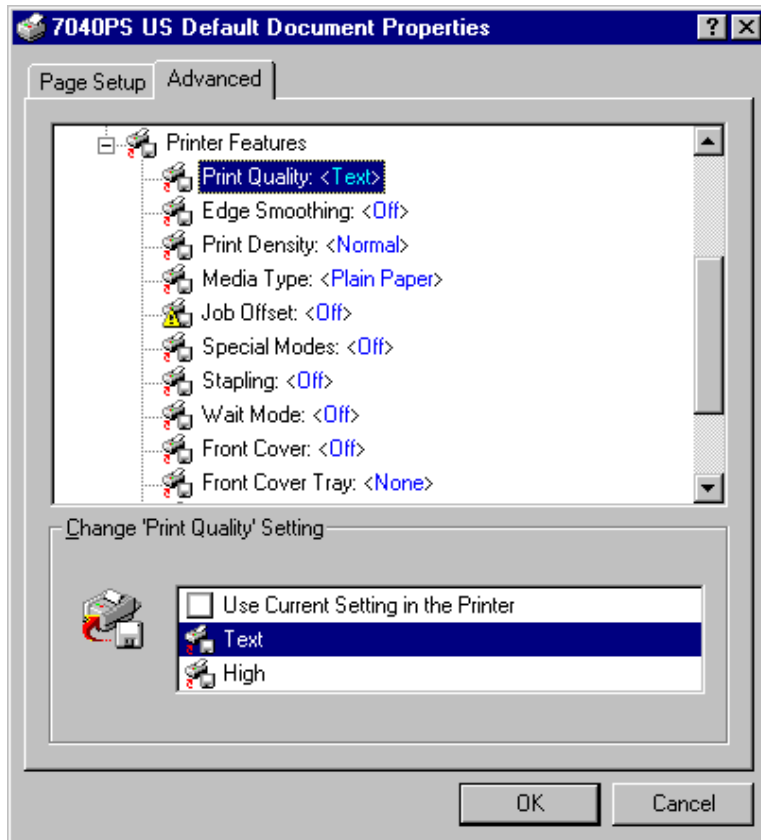 7040PS US Default Document Properties
Page Setup Advanced
Printer Features
Print Quality: <Text>
Edge Smoothing: <Off>
Print Density: <Normal>
Media Type: <Plain Paper>
Job Offset: <Off>
Special Modes: <Off>
Stapling: <Off>
Wait Mode: <Off>
Front Cover: <Off>
Front Cover Tray: <None>
Change 'Print Quality' Setting
Use Current Setting in the Printer
Text
High
OK Cancel